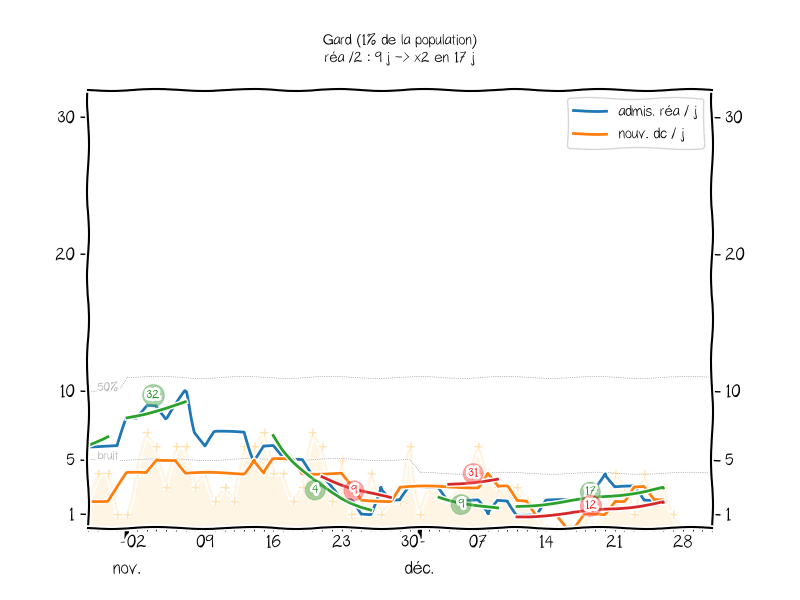 Gard (1% de la population)
réa /2 : 9 j -> x2 en 17 j
admis. réa / j
nouv. dc / j
30 30
20 20
10 10
5 5
1 1
50%
bruit
32
4
9
31
9
17
12
02 09 16 23 30 07 14 21 28
nov. déc.